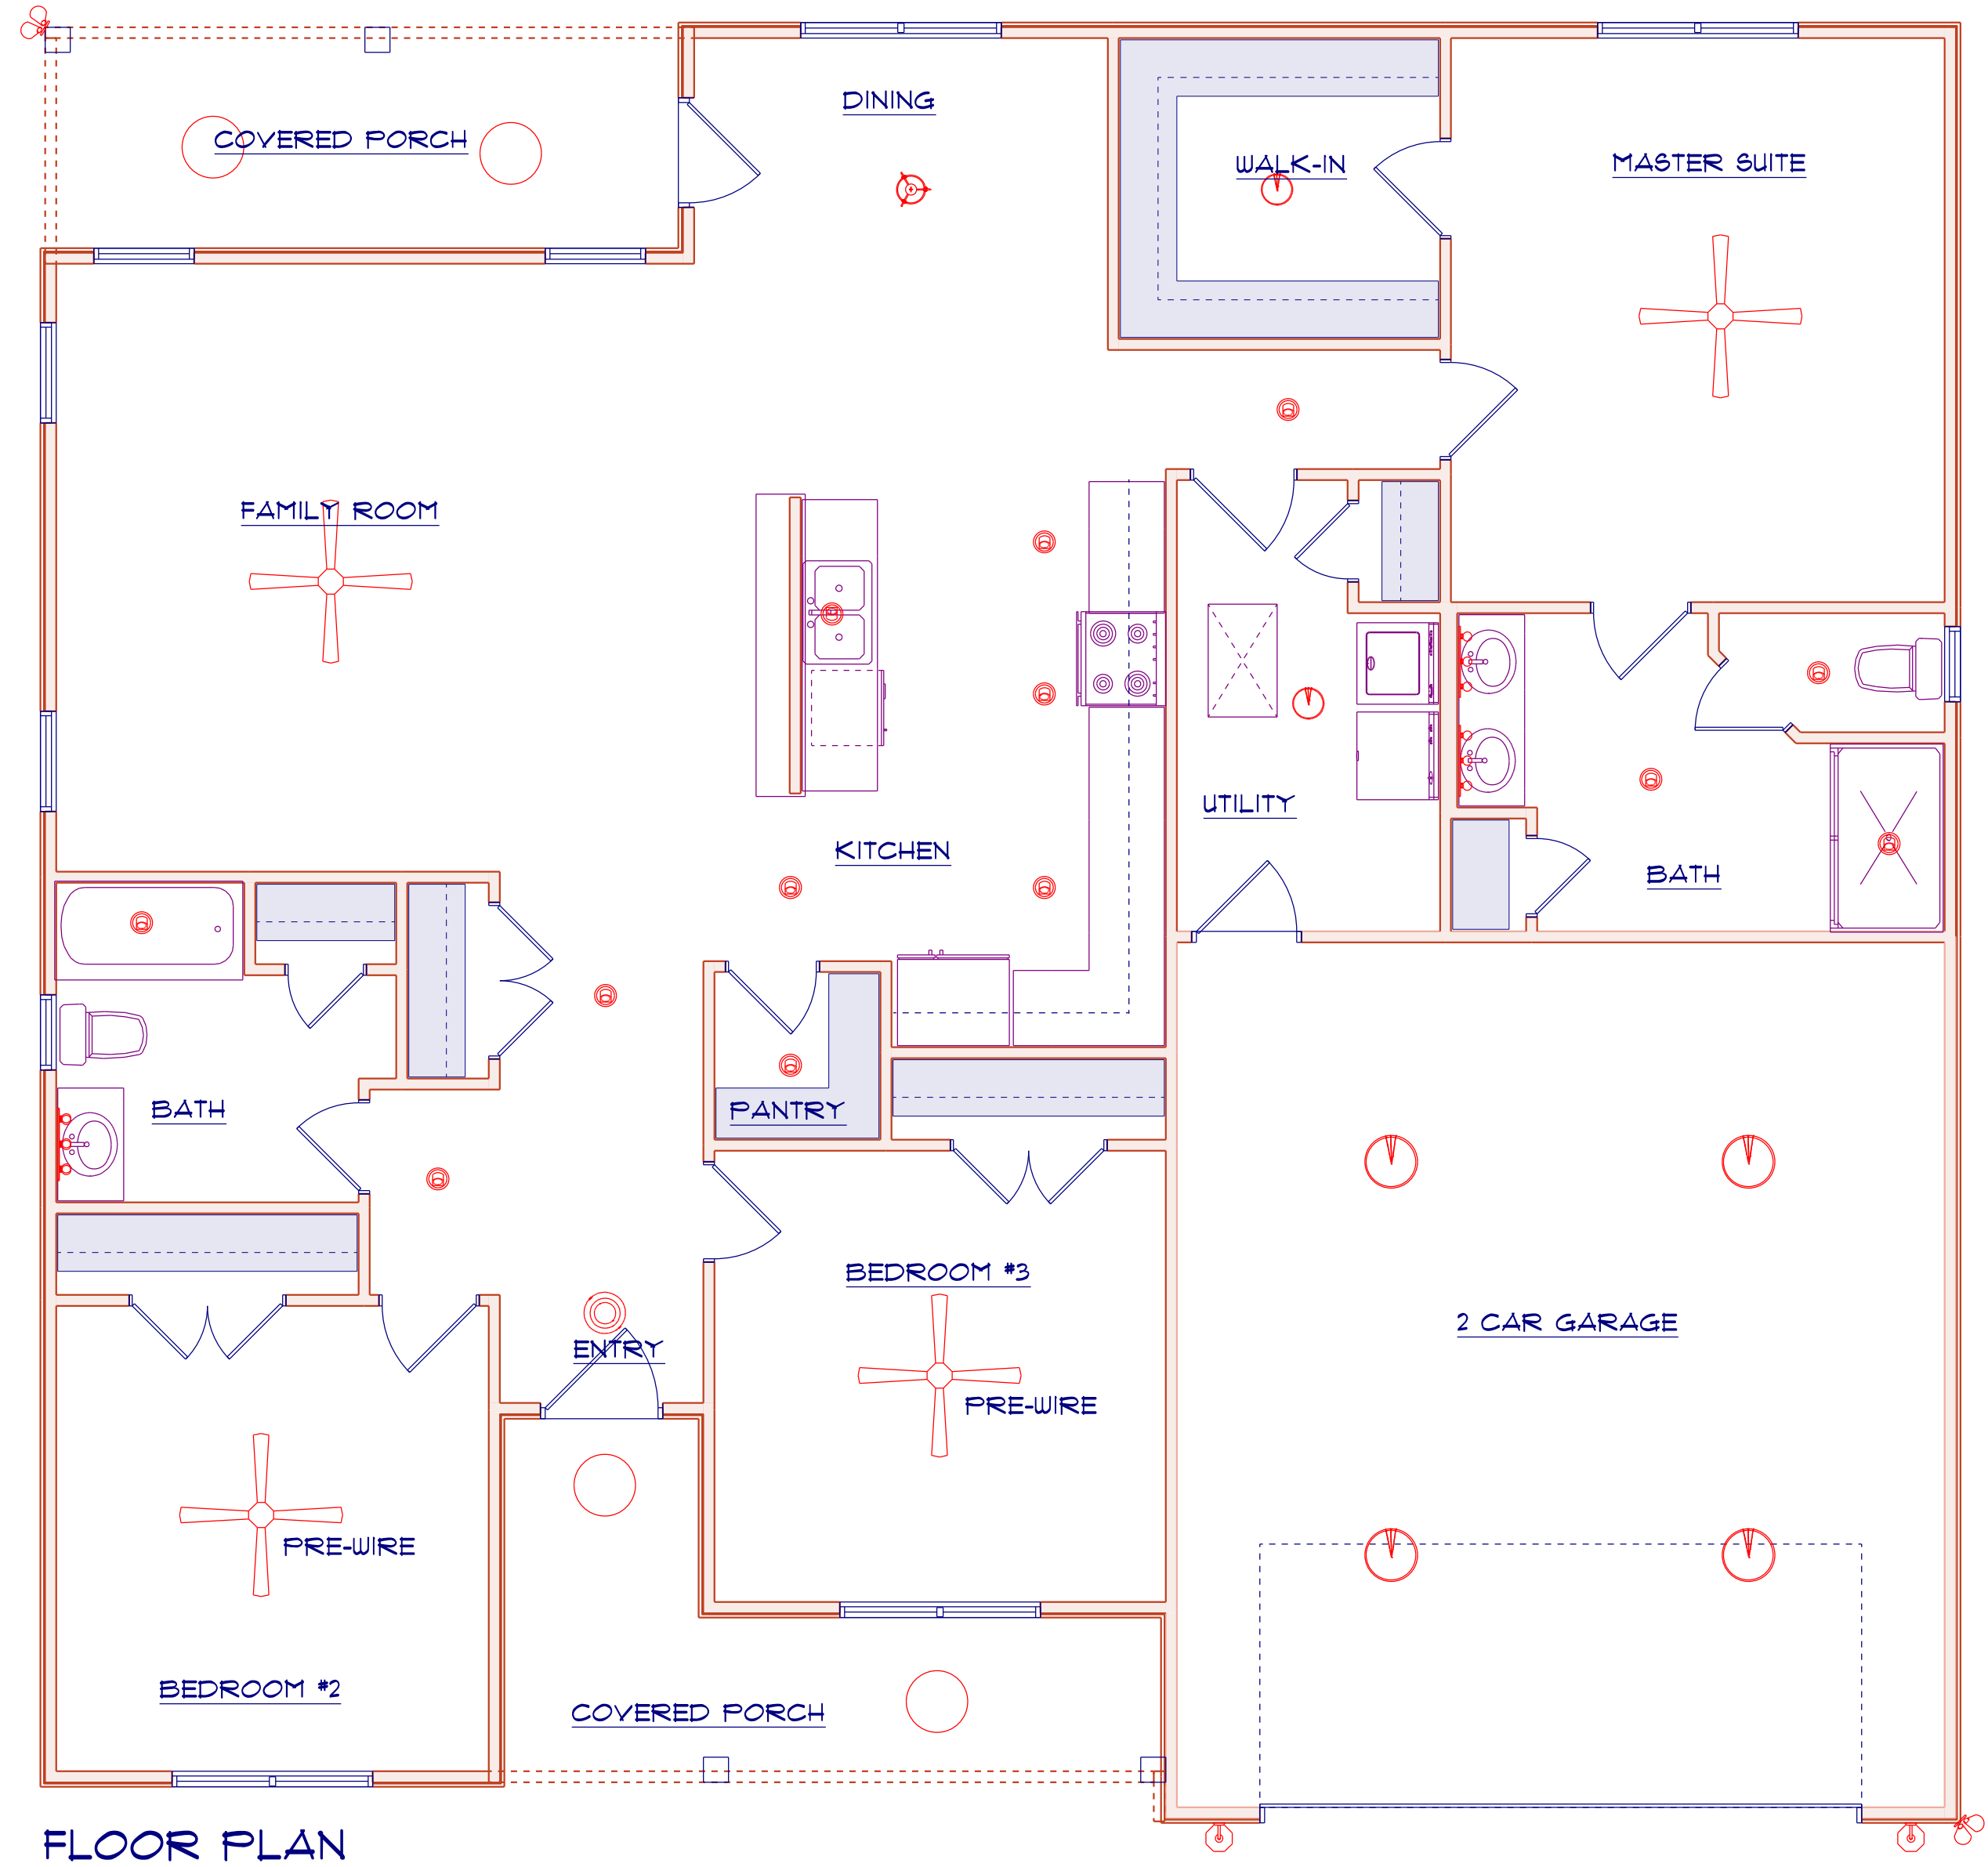 DINING
COVERED PORCH
WALK-IN
MASTER SUITE
FAMILY ROOM
UTILITY
KITCHEN
BATH
BATH
PANTRY
BEDROOM #3
2 CAR GARAGE
ENTRY
PRE-WIRE
PRE-WIRE
BEDROOM #2
COVERED PORCH
FLOOR PLAN